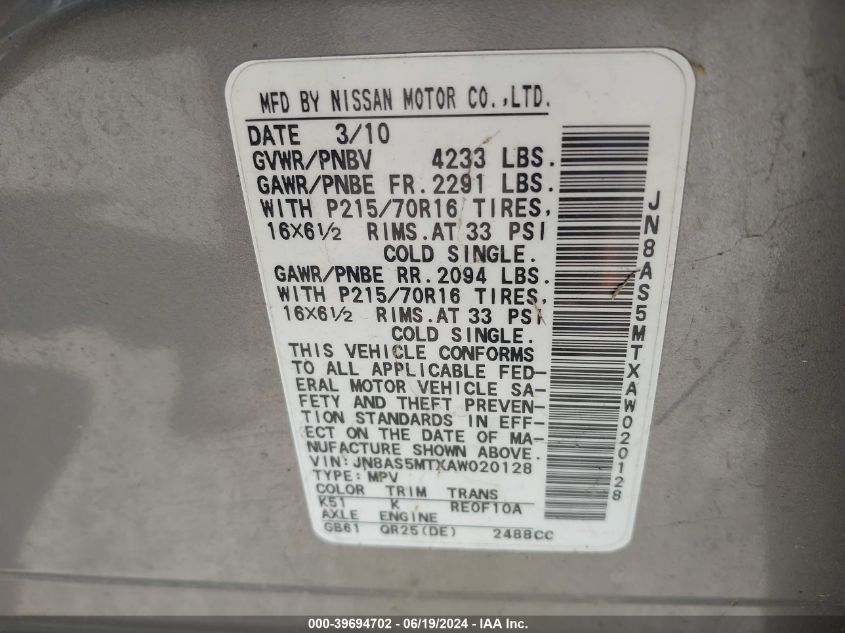 MFD BY NISSAN MOTOR CO.,LTD.
DATE 3/10
GVWR/PNBV 4233 LBS.
GAWR/PNBE FR.2291 LBS.
WITH P215/70R16 TIRES,
16X6½ RIMS.AT 33 PSI
COLD SINGLE.
GAWR/PNBE RR.2094 LBS.
WITH P215/70R16 TIRES,
16X6½ RIMS.AT 33 PSI
COLD SINGLE.
THIS VEHICLE CONFORMS
TO ALL APPLICABLE FED-
ERAL MOTOR VEHICLE SA-
FETY AND THEFT PREVEN-
TION STANDARDS IN EFF-
ECT ON THE DATE OF MA-
NUFACTURE SHOWN ABOVE.
VIN:JN8AS5MTXAW020128
TYPE:MPV
COLOR TRIM TRANS
K51 K RE0F10A
AXLE ENGINE
GB61 QR25(DE) 2488CC
JN8AS5MTXAW020128
000-39694702 - 06/19/2024 - IAA Inc.